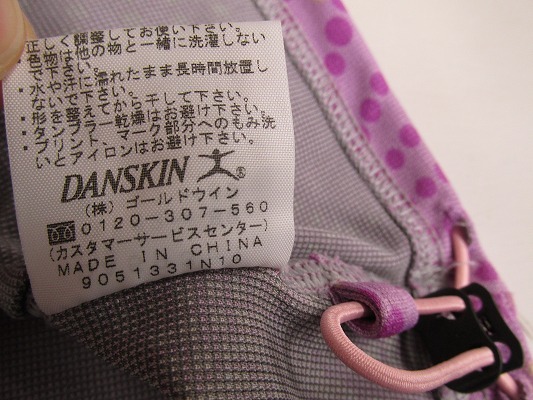 正しく調整してお使い下さい。
・色物は他の物と一緒に洗濯しない
で下さい。
・水や汗に濡れたまま長時間放置し
ないで下さい。
・形を整えてから干して下さい。
・タンブラー乾燥はお避け下さい。
・プリント、マーク部分へのもみ洗
いとアイロンはお避け下さい。
DANSKIN ®
(株)ゴールドウイン
0120-307-560
(カスタマーサービスセンター)
MADE IN CHINA
9051331N10